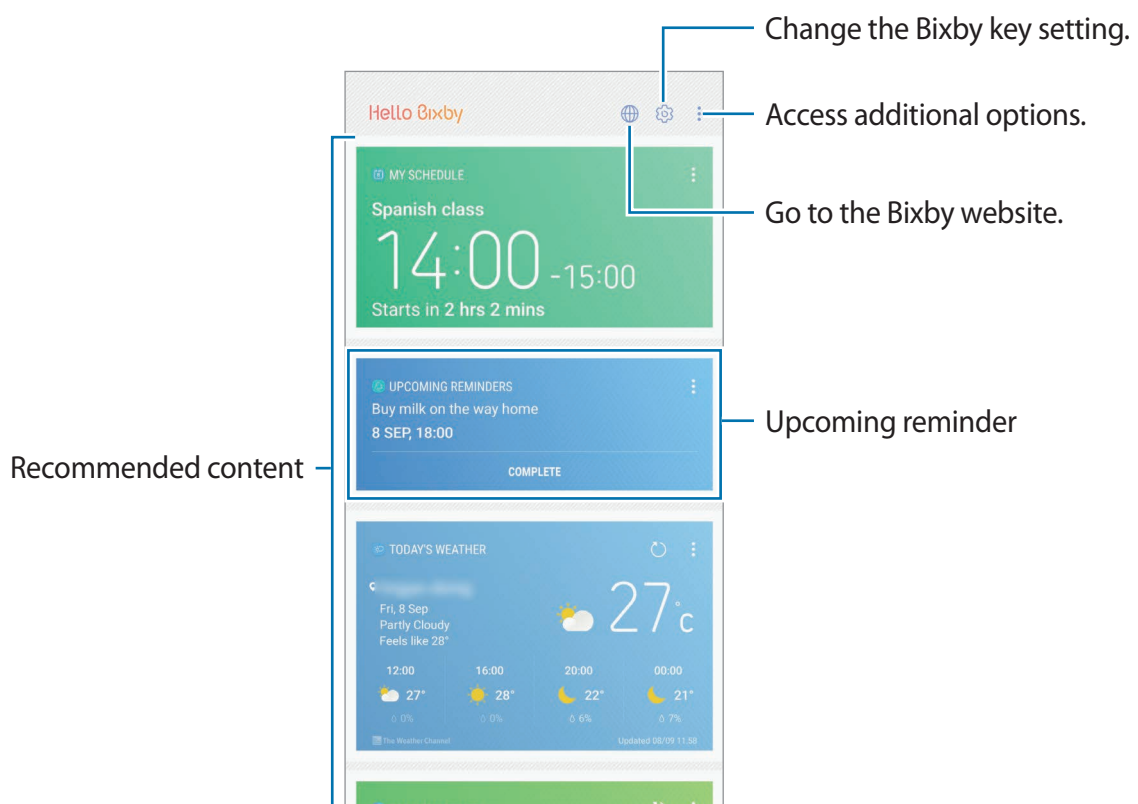 Change the Bixby key setting.
Hello Bixby
Access additional options.
MY SCHEDULE
Spanish class
Go to the Bixby website.
14:00 -15:00
Starts in 2 hrs 2 mins
UPCOMING REMINDERS
Buy milk on the way home
8 SEP, 18:00
Upcoming reminder
COMPLETE
Recommended content
TODAY'S WEATHER
27°c
Fri, 8 Sep
Partly Cloudy
Feels like 28°
12:00 16:00 20:00 00:00
27° 28° 22° 21°
0% 0% 6% 7%
The Weather Channel Updated 08/09 11:58